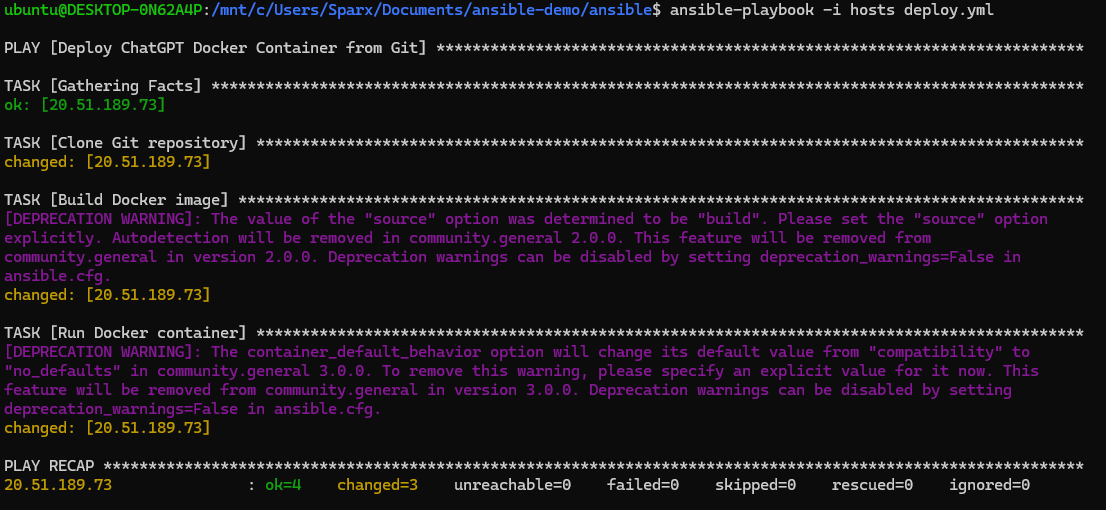 ubuntu@DESKTOP-0N62A4P:/mnt/c/Users/Sparx/Documents/ansible-demo/ansible$ ansible-playbook -i hosts deploy.yml
PLAY [Deploy ChatGPT Docker Container from Git] ************************************************************************
TASK [Gathering Facts] *************************************************************************************************
ok: [20.51.189.73]
TASK [Clone Git repository] ********************************************************************************************
changed: [20.51.189.73]
TASK [Build Docker image] **********************************************************************************************
[DEPRECATION WARNING]: The value of the "source" option was determined to be "build". Please set the "source" option
explicitly. Autodetection will be removed in community.general 2.0.0. This feature will be removed from
community.general in version 2.0.0. Deprecation warnings can be disabled by setting deprecation_warnings=False in
ansible.cfg.
changed: [20.51.189.73]
TASK [Run Docker container] ********************************************************************************************
[DEPRECATION WARNING]: The container_default_behavior option will change its default value from "compatibility" to
"no_defaults" in community.general 3.0.0. To remove this warning, please specify an explicit value for it now. This
feature will be removed from community.general in version 3.0.0. Deprecation warnings can be disabled by setting
deprecation_warnings=False in ansible.cfg.
changed: [20.51.189.73]
PLAY RECAP *************************************************************************************************************
20.51.189.73               : ok=4    changed=3    unreachable=0    failed=0    skipped=0    rescued=0    ignored=0